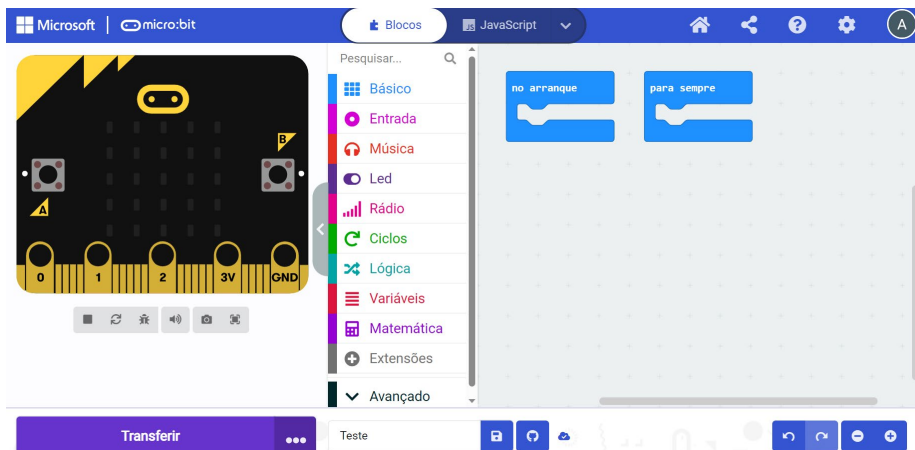 Microsoft micro:bit Blocos JavaScript A
Pesquisar...
Básico
Entrada
Música
Led
Rádio
Ciclos
Lógica
Variáveis
Matemática
Extensões
Avançado
B
A
0 1 2 3V GND
no arranque para sempre
Transferir Teste